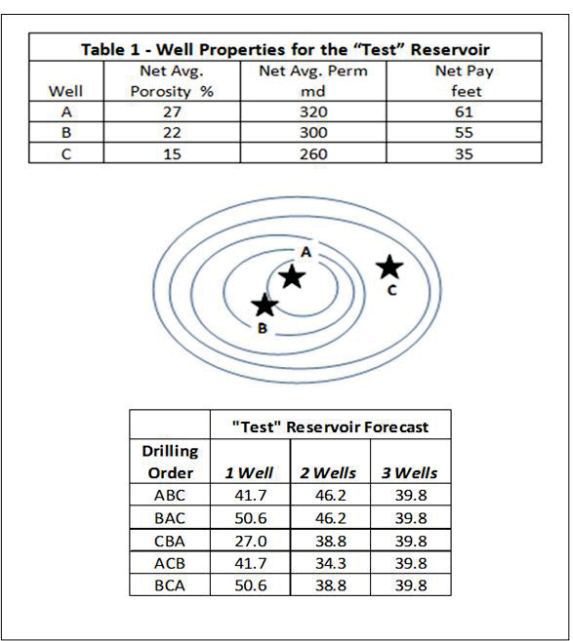 Table 1 - Well Properties for the “Test” Reservoir
Well Net Avg. Porosity % Net Avg. Perm md Net Pay feet
A 27 320 61
B 22 300 55
C 15 260 35
A
C
B
"Test" Reservoir Forecast
Drilling Order 1 Well 2 Wells 3 Wells
ABC 41.7 46.2 39.8
BAC 50.6 46.2 39.8
CBA 27.0 38.8 39.8
ACB 41.7 34.3 39.8
BCA 50.6 38.8 39.8